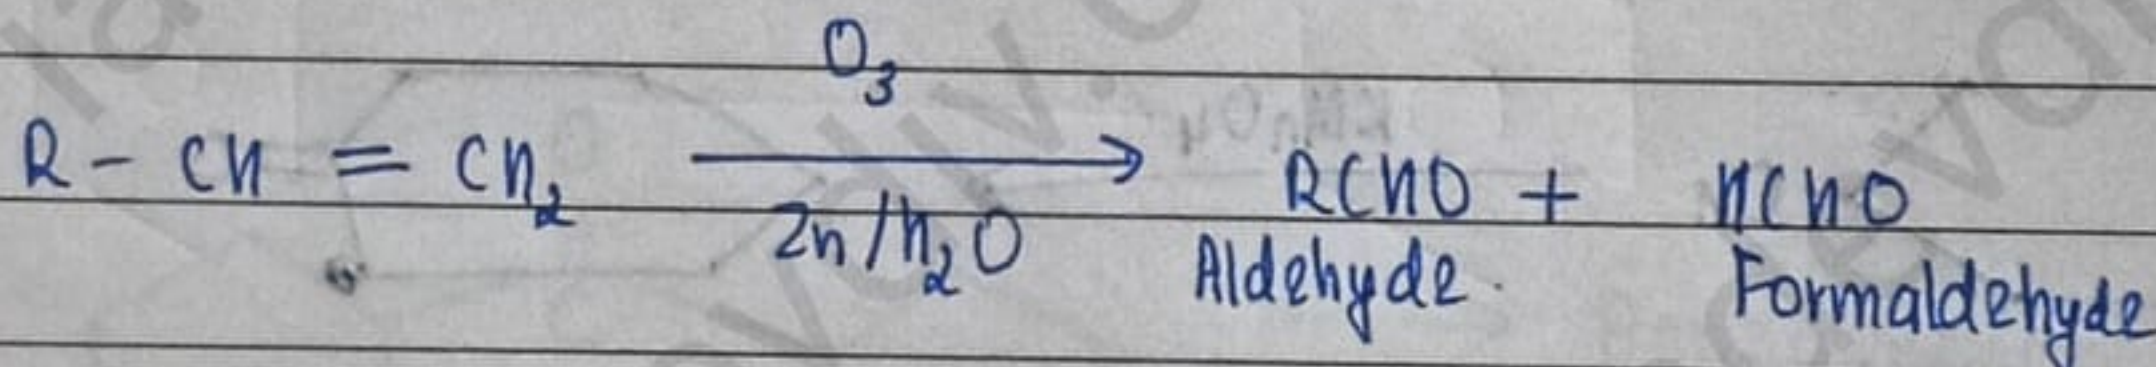 O₃
R - CH = CH₂ ⟶ RCHO + HCHO
Zn/H₂O
Aldehyde. Formaldehyde